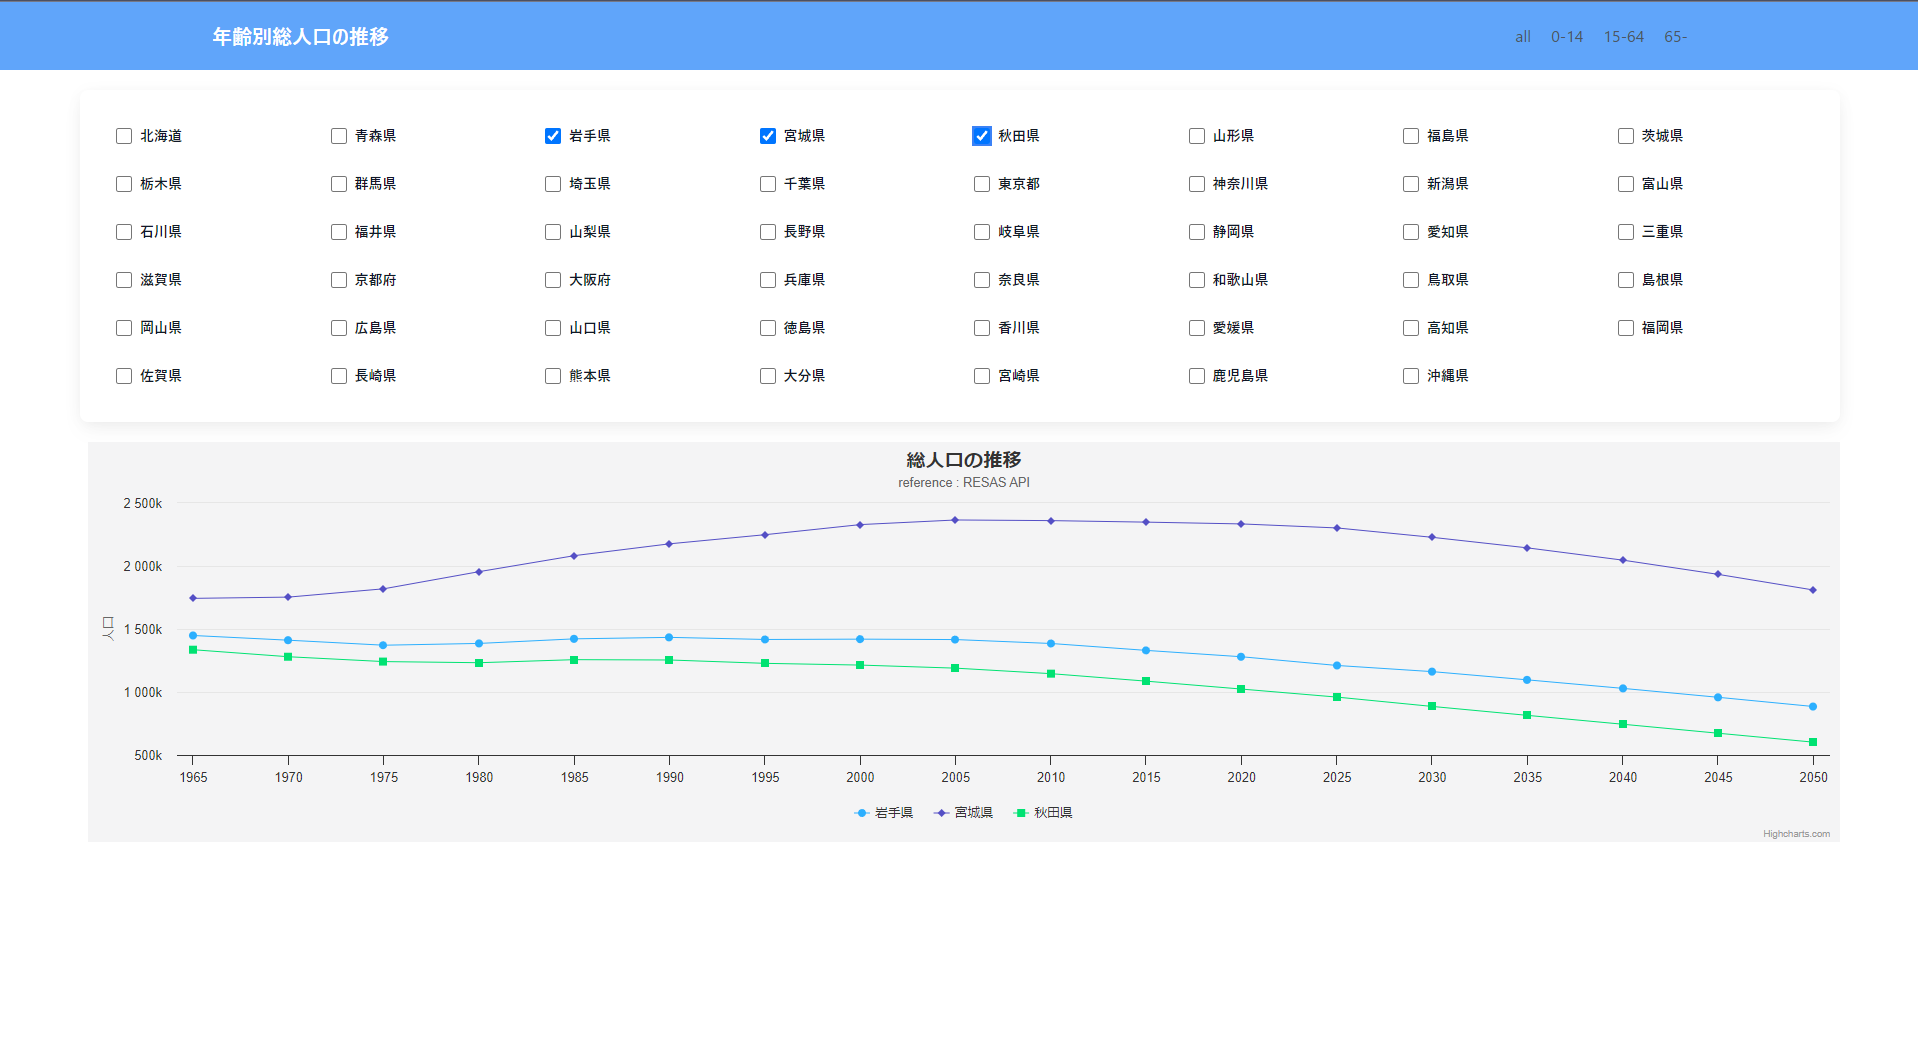 年齢別総人口の推移
all 0-14 15-64 65-
北海道 青森県 岩手県 宮城県 秋田県 山形県 福島県 茨城県
栃木県 群馬県 埼玉県 千葉県 東京都 神奈川県 新潟県 富山県
石川県 福井県 山梨県 長野県 岐阜県 静岡県 愛知県 三重県
滋賀県 京都府 大阪府 兵庫県 奈良県 和歌山県 鳥取県 島根県
岡山県 広島県 山口県 徳島県 香川県 愛媛県 高知県 福岡県
佐賀県 長崎県 熊本県 大分県 宮崎県 鹿児島県 沖縄県
総人口の推移
reference : RESAS API
2 500k
2 000k
1 500k
1 000k
500k
人口
1965 1970 1975 1980 1985 1990 1995 2000 2005 2010 2015 2020 2025 2030 2035 2040 2045 2050
岩手県 宮城県 秋田県
Highcharts.com